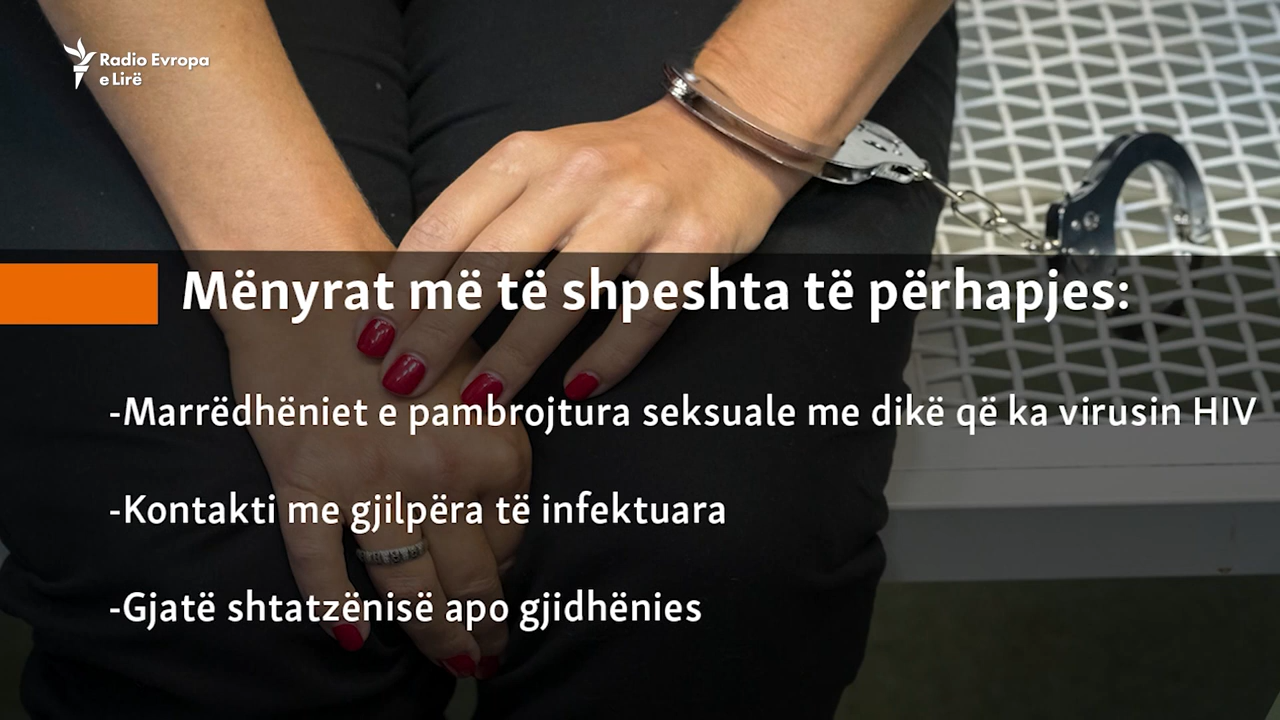 Radio Evropa
e Lirë
Mënyrat më të shpeshta të përhapjes:
-Marrëdhëniet e pambrojtura seksuale me dikë që ka virusin HIV
-Kontakti me gjilpëra të infektuara
-Gjatë shtatzënisë apo gjidhënies